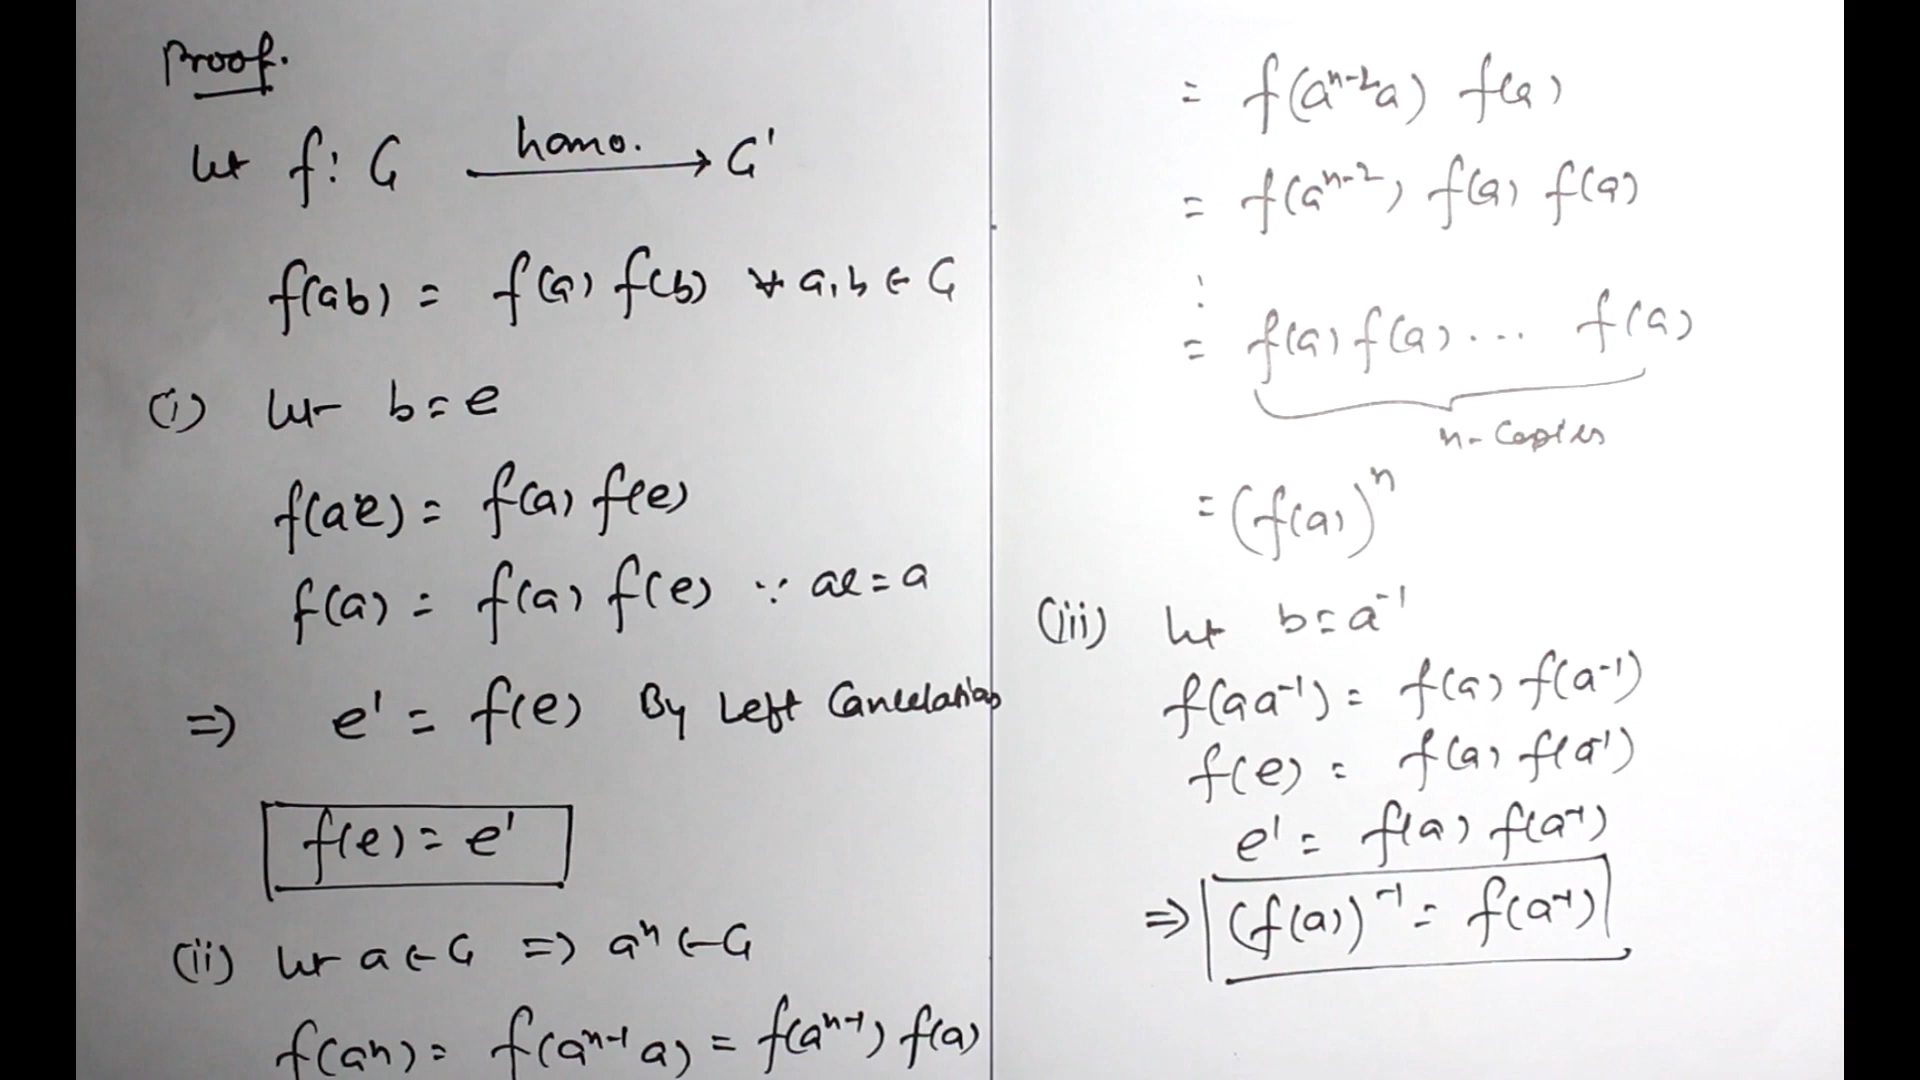 Proof.
let f: G homo. → G'
f(ab) = f(a) f(b) ∀ a,b ∈ G
(i) let b = e
f(ae) = f(a) f(e)
f(a) = f(a) f(e) ∵ ae = a
⇒ e' = f(e) By Left Cancelation
f(e) = e'
(ii) let a ∈ G ⇒ aⁿ ∈ G
f(aⁿ) = f(aⁿ⁻¹ a) = f(aⁿ⁻¹) f(a)
= f(aⁿ⁻²a) f(a)
= f(aⁿ⁻²) f(a) f(a)
⋮
= f(a) f(a) ... f(a)
n-Copies
= (f(a))ⁿ
(iii) let b = a⁻¹
f(aa⁻¹) = f(a) f(a⁻¹)
f(e) = f(a) f(a⁻¹)
e' = f(a) f(a⁻¹)
⇒ (f(a))⁻¹ = f(a⁻¹)